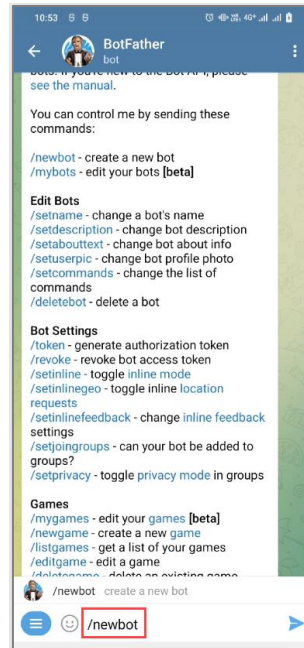 10:53
4G+
BotFather
bot
bots. If you're new to the Bot API, please
see the manual.
You can control me by sending these
commands:
/newbot - create a new bot
/mybots - edit your bots [beta]
Edit Bots
/setname - change a bot's name
/setdescription - change bot description
/setabouttext - change bot about info
/setuserpic - change bot profile photo
/setcommands - change the list of
commands
/deletebot - delete a bot
Bot Settings
/token - generate authorization token
/revoke - revoke bot access token
/setinline - toggle inline mode
/setinlinegeo - toggle inline location
requests
/setinlinefeedback - change inline feedback
settings
/setjoingroups - can your bot be added to
groups?
/setprivacy - toggle privacy mode in groups
Games
/mygames - edit your games [beta]
/newgame - create a new game
/listgames - get a list of your games
/editgame - edit a game
/deletegame - delete an existing game
/newbot create a new bot
/newbot